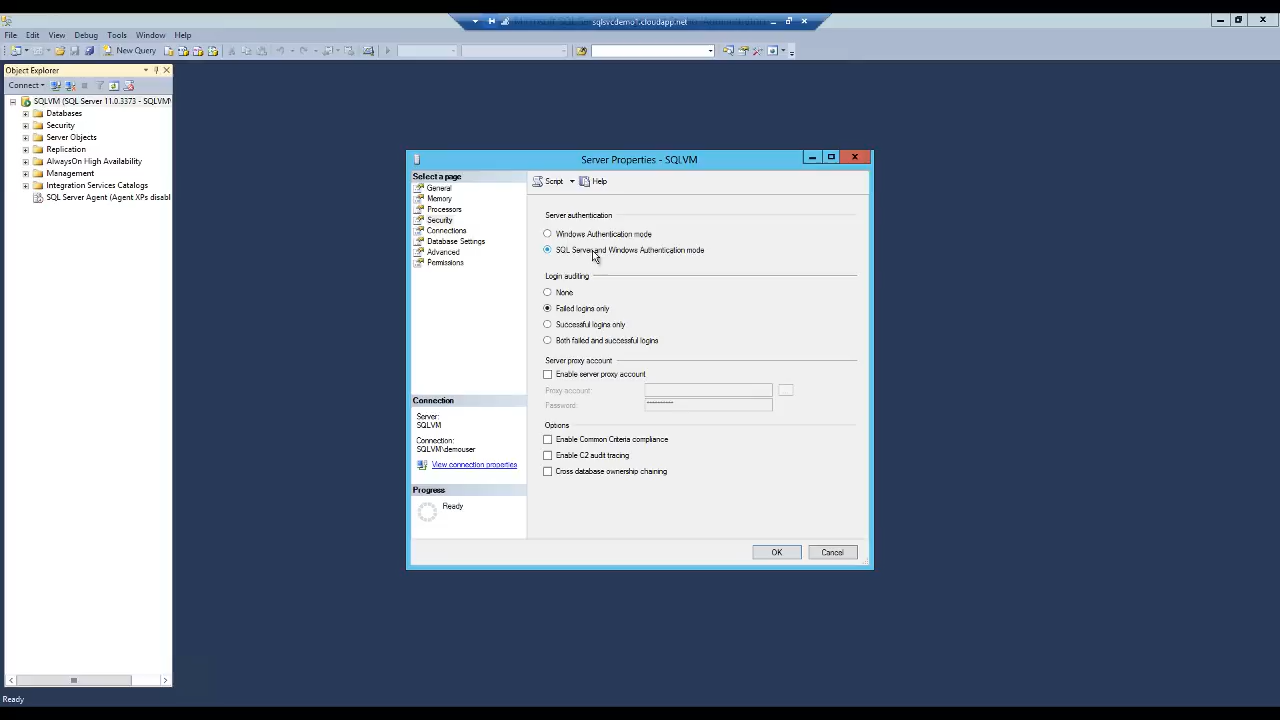 sqlsvcdemo1.cloudapp.net
File Edit View Debug Tools Window Help
New Query
Object Explorer
Connect
SQLVM (SQL Server 11.0.3373 - SQLVM\
Databases
Security
Server Objects
Replication
AlwaysOn High Availability
Management
Integration Services Catalogs
SQL Server Agent (Agent XPs disabl
Server Properties - SQLVM
Select a page
General
Memory
Processors
Security
Connections
Database Settings
Advanced
Permissions
Connection
Server:
SQLVM
Connection:
SQLVM\demouser
View connection properties
Progress
Ready
Script Help
Server authentication
Windows Authentication mode
SQL Server and Windows Authentication mode
Login auditing
None
Failed logins only
Successful logins only
Both failed and successful logins
Server proxy account
Enable server proxy account
Proxy account:
Password:
**********
Options
Enable Common Criteria compliance
Enable C2 audit tracing
Cross database ownership chaining
OK Cancel
Ready